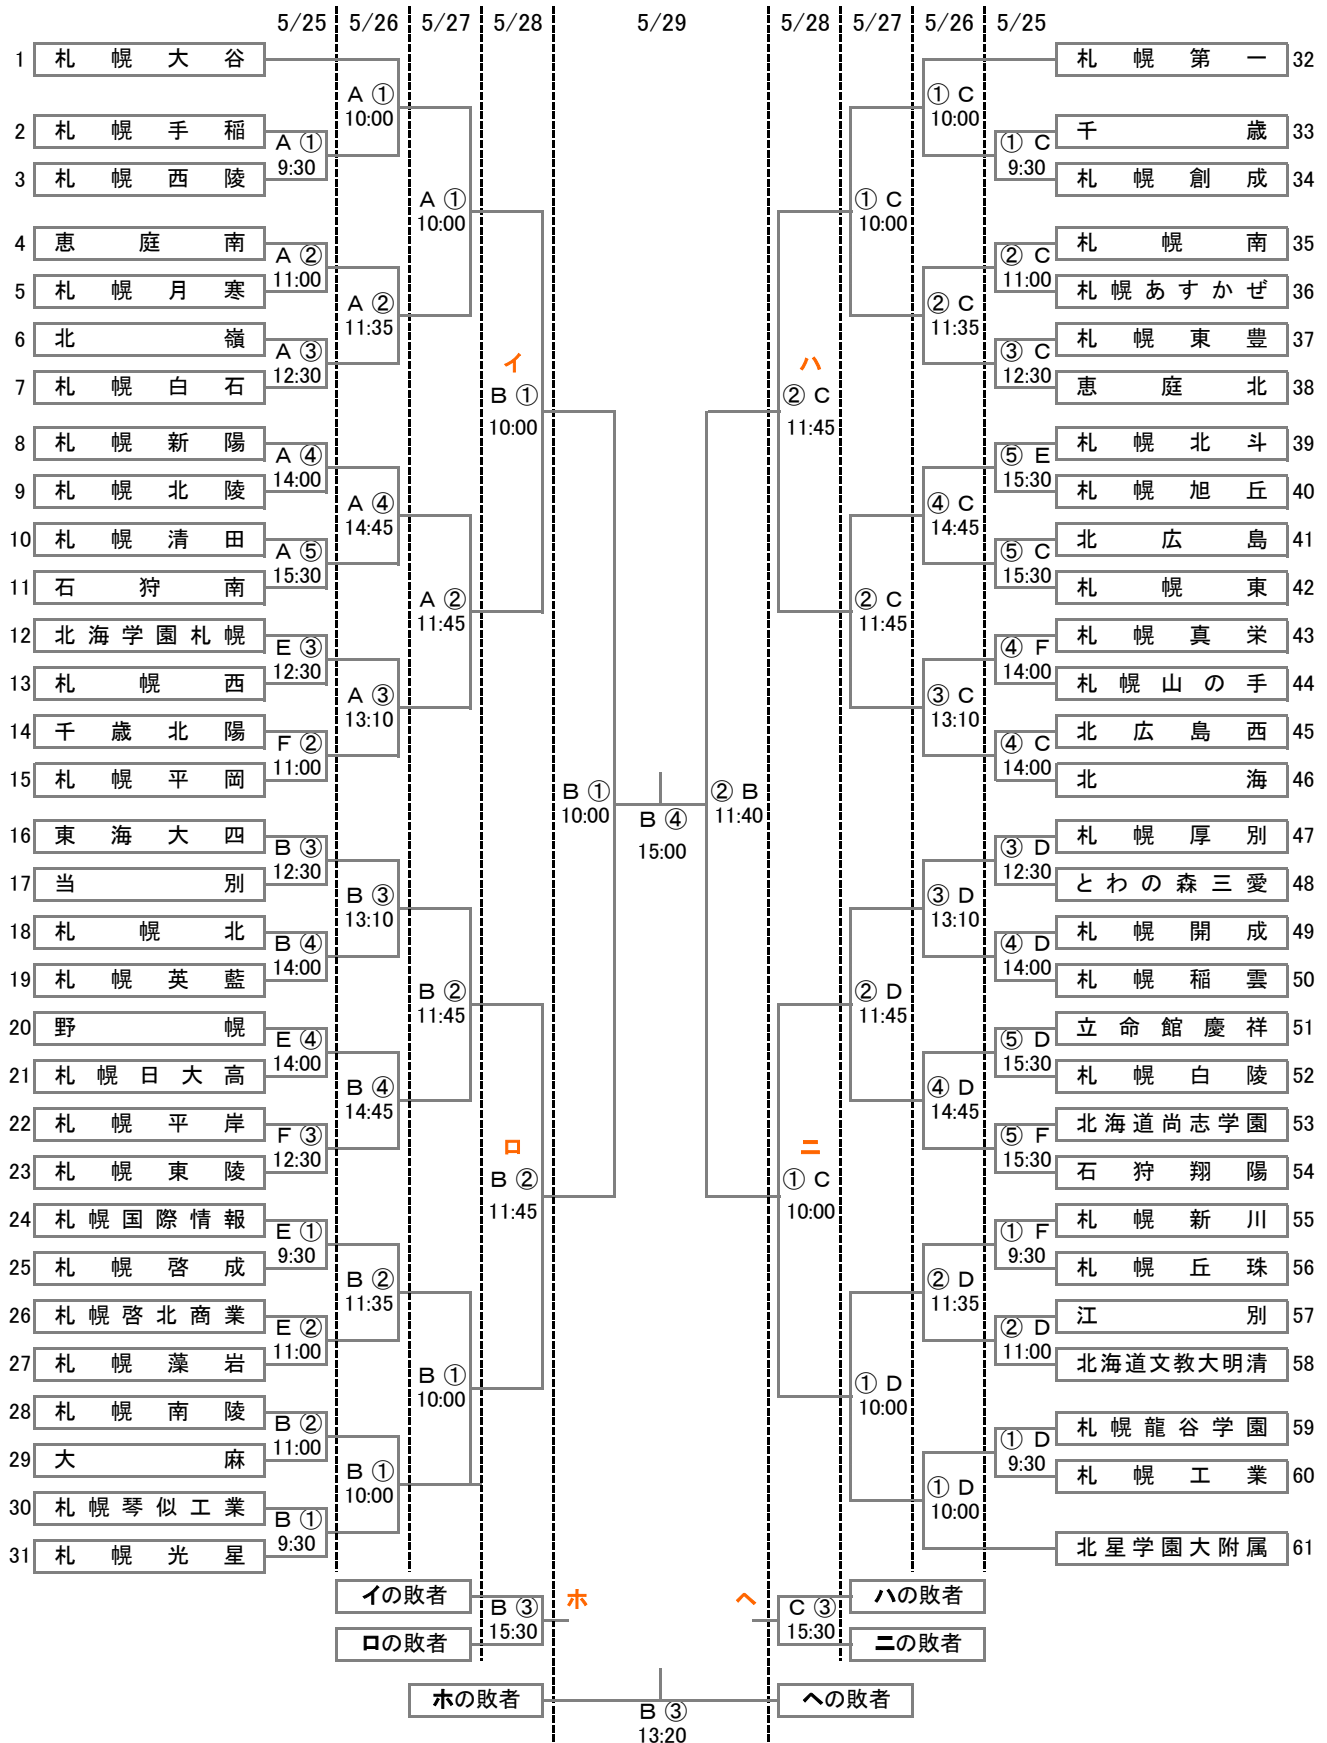 5/25 5/26 5/27 5/28 5/29 5/28 5/27 5/26 5/25
1 札幌大谷
2 札幌手稲
3 札幌西陵
4 恵庭南
5 札幌月寒
6 北嶺
7 札幌白石
8 札幌新陽
9 札幌北陵
10 札幌清田
11 石狩南
12 北海学園札幌
13 札幌西
14 千歳北陽
15 札幌平岡
16 東海大四
17 当別
18 札幌北
19 札幌英藍
20 野幌
21 札幌日大高
22 札幌平岸
23 札幌東陵
24 札幌国際情報
25 札幌啓成
26 札幌啓北商業
27 札幌藻岩
28 札幌南陵
29 大麻
30 札幌琴似工業
31 札幌光星
A ①
9:30
A ②
11:00
A ③
12:30
A ④
14:00
A ⑤
15:30
E ③
12:30
F ②
11:00
B ③
12:30
B ④
14:00
E ④
14:00
F ③
12:30
E ①
9:30
E ②
11:00
B ②
11:00
B ①
9:30
A ①
10:00
A ②
11:35
A ④
14:45
A ③
13:10
B ③
13:10
B ④
14:45
B ②
11:35
B ①
10:00
A ①
10:00
A ②
11:45
B ②
11:45
B ①
10:00
イ
B ①
10:00
ロ
B ②
11:45
B ①
10:00
B ④
15:00
② B
11:40
ハ
② C
11:45
ニ
① C
10:00
① C
10:00
② C
11:45
② D
11:45
① D
10:00
① C
10:00
② C
11:35
④ C
14:45
③ C
13:10
③ D
13:10
④ D
14:45
② D
11:35
① D
10:00
① C
9:30
② C
11:00
③ C
12:30
⑤ E
15:30
⑤ C
15:30
④ F
14:00
④ C
14:00
③ D
12:30
④ D
14:00
⑤ D
15:30
⑤ F
15:30
① F
9:30
② D
11:00
① D
9:30
札幌第一 32
千歳 33
札幌創成 34
札幌南 35
札幌あすかぜ 36
札幌東豊 37
恵庭北 38
札幌北斗 39
札幌旭丘 40
北広島 41
札幌東 42
札幌真栄 43
札幌山の手 44
北広島西 45
北海 46
札幌厚別 47
とわの森三愛 48
札幌開成 49
札幌稲雲 50
立命館慶祥 51
札幌白陵 52
北海道尚志学園 53
石狩翔陽 54
札幌新川 55
札幌丘珠 56
江別 57
北海道文教大明清 58
札幌龍谷学園 59
札幌工業 60
北星学園大附属 61
イの敗者
ロの敗者
B ③
15:30
ホ
ヘ
C ③
15:30
ハの敗者
ニの敗者
ホの敗者
B ③
13:20
ヘの敗者